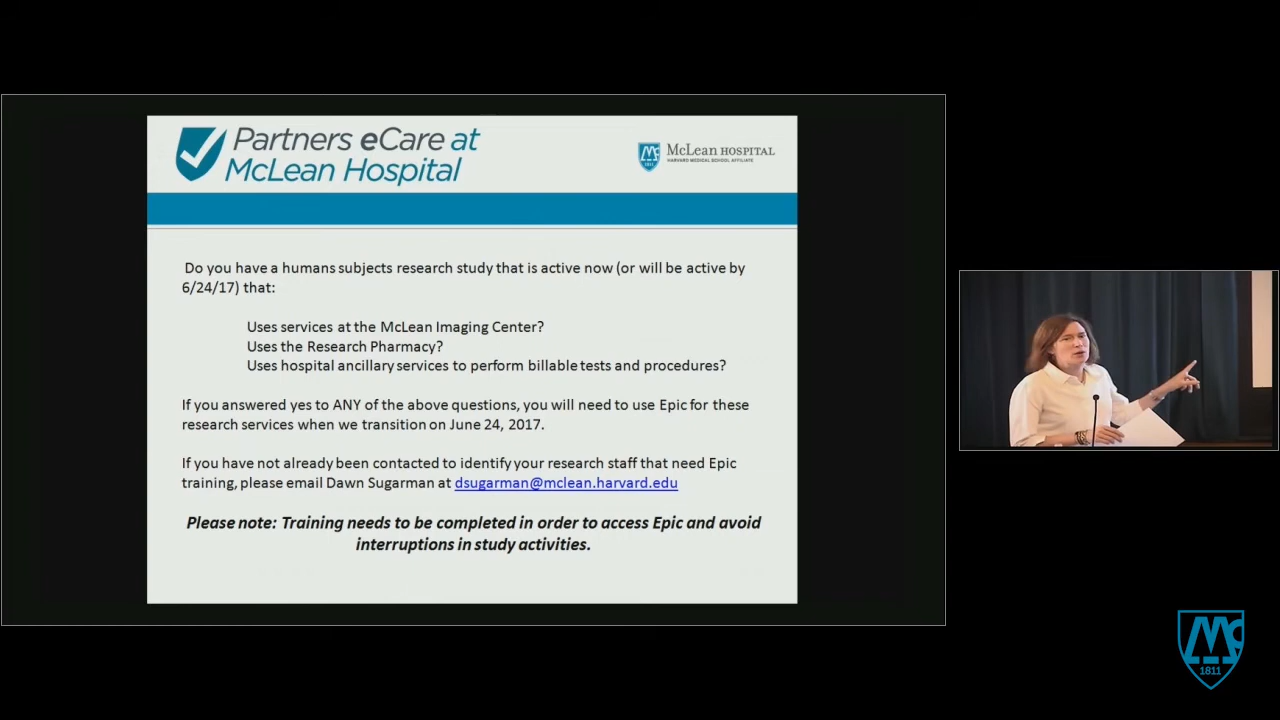 Partners eCare at
McLean Hospital
McLean HOSPITAL
HARVARD MEDICAL SCHOOL AFFILIATE
1811
Do you have a humans subjects research study that is active now (or will be active by
6/24/17) that:
Uses services at the McLean Imaging Center?
Uses the Research Pharmacy?
Uses hospital ancillary services to perform billable tests and procedures?
If you answered yes to ANY of the above questions, you will need to use Epic for these
research services when we transition on June 24, 2017.
If you have not already been contacted to identify your research staff that need Epic
training, please email Dawn Sugarman at dsugarman@mclean.harvard.edu
Please note: Training needs to be completed in order to access Epic and avoid
interruptions in study activities.
Mc
1811